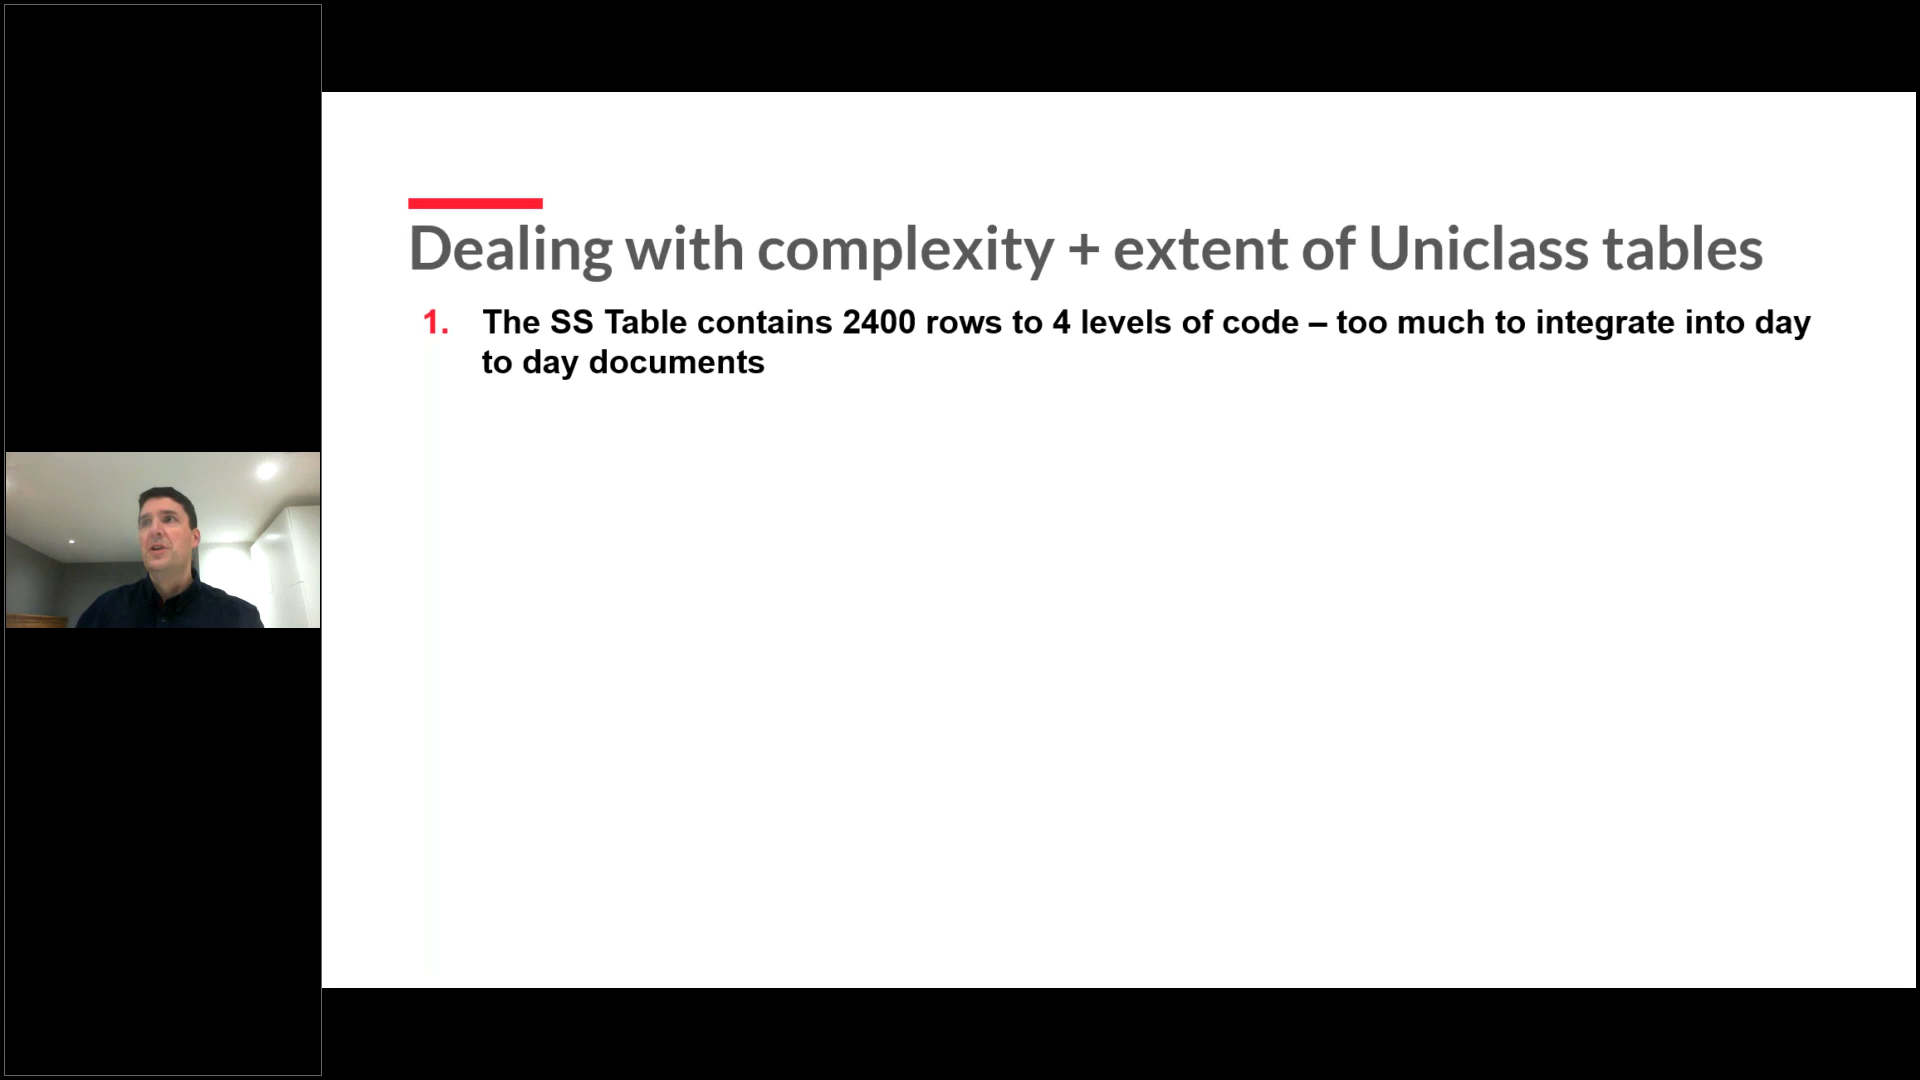 Dealing with complexity + extent of Uniclass tables
1. The SS Table contains 2400 rows to 4 levels of code – too much to integrate into day
to day documents